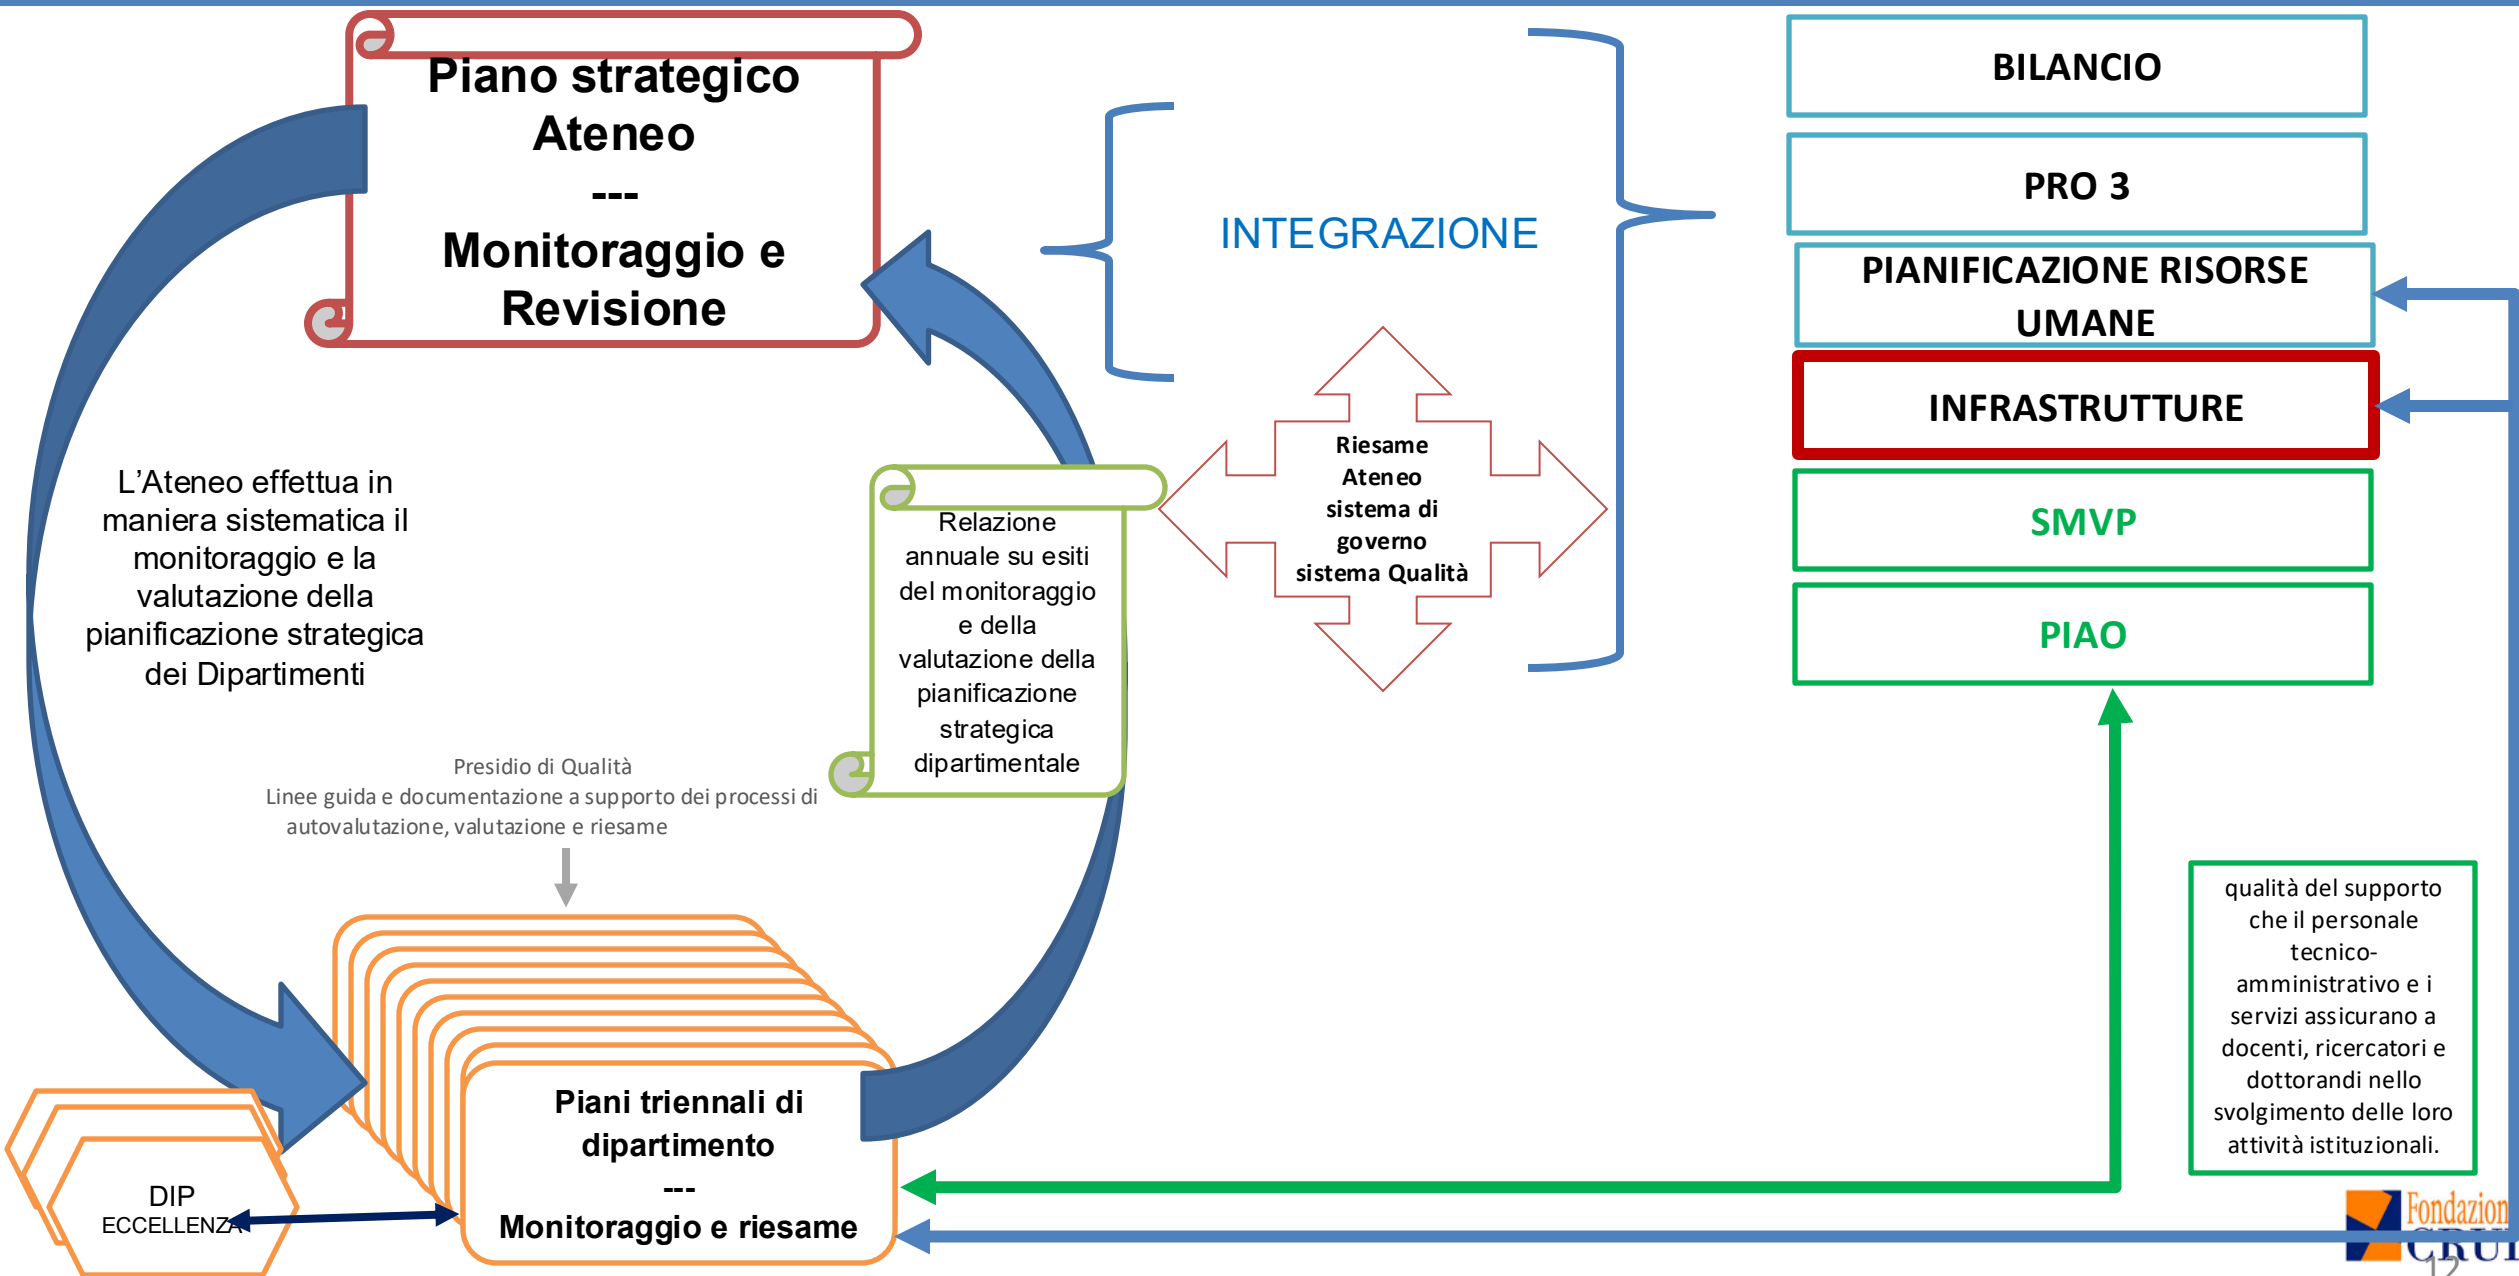 Piano strategico
Ateneo
---
Monitoraggio e
Revisione
INTEGRAZIONE
BILANCIO
PRO 3
PIANIFICAZIONE RISORSE
UMANE
INFRASTRUTTURE
SMVP
PIAO
Riesame
Ateneo
sistema di
governo
sistema Qualità
L’Ateneo effettua in
maniera sistematica il
monitoraggio e la
valutazione della
pianificazione strategica
dei Dipartimenti
Relazione
annuale su esiti
del monitoraggio
e della
valutazione della
pianificazione
strategica
dipartimentale
Presidio di Qualità
Linee guida e documentazione a supporto dei processi di
autovalutazione, valutazione e riesame
qualità del supporto
che il personale
tecnico-
amministrativo e i
servizi assicurano a
docenti, ricercatori e
dottorandi nello
svolgimento delle loro
attività istituzionali.
Piani triennali di
dipartimento
---
Monitoraggio e riesame
DIP
ECCELLENZA
Fondazion
CRUI
12